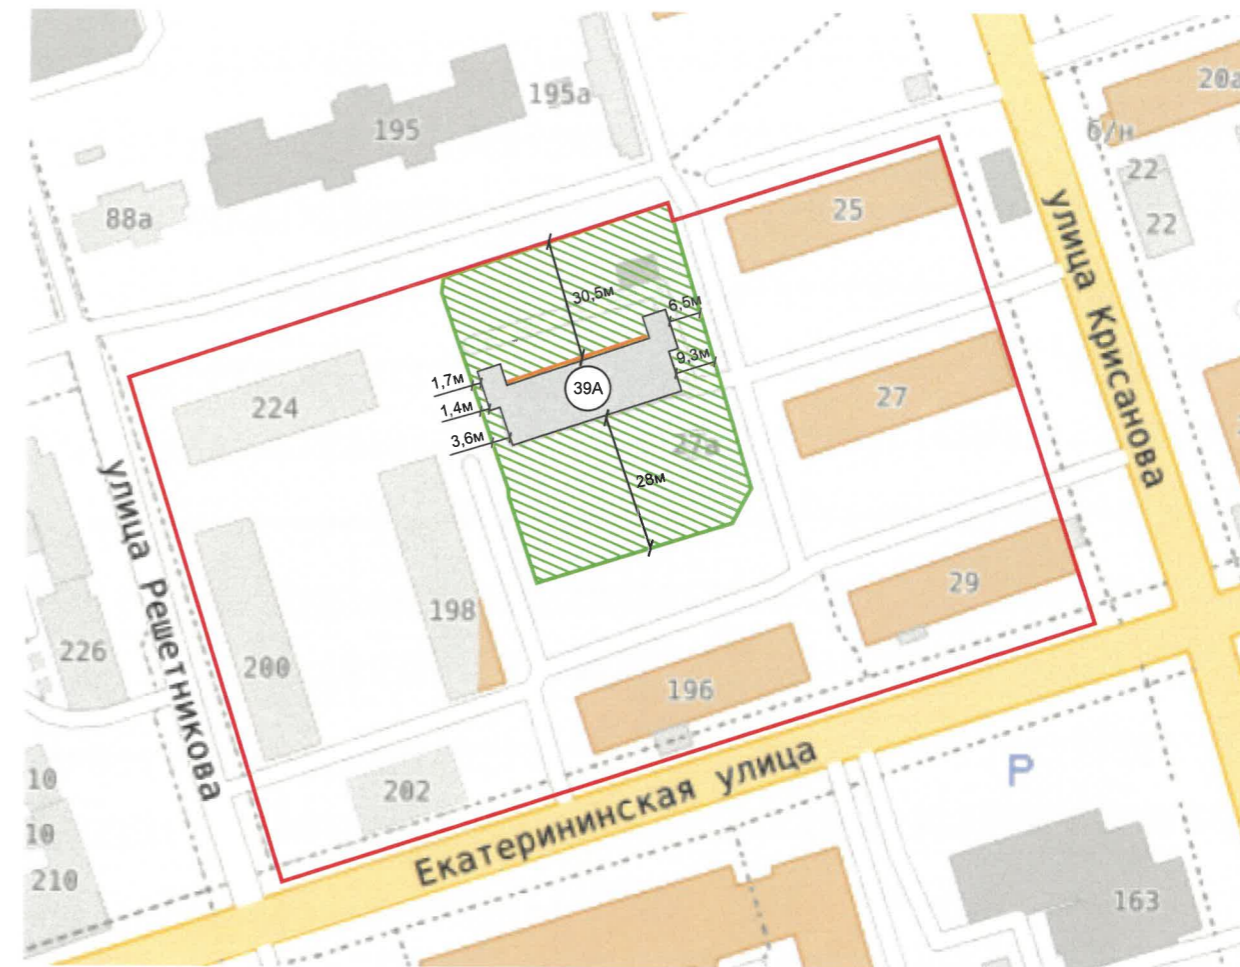 20а
195а
195
б/н
22
22
88а
25
30,5м
6,5м
9,3м
1,7м
1,4м
3,6м
39А
27а
28м
224
27
улица Крисанова
улица Решетникова
198
29
200
226
196
202
Екатерининская улица
P
10
10
210
163